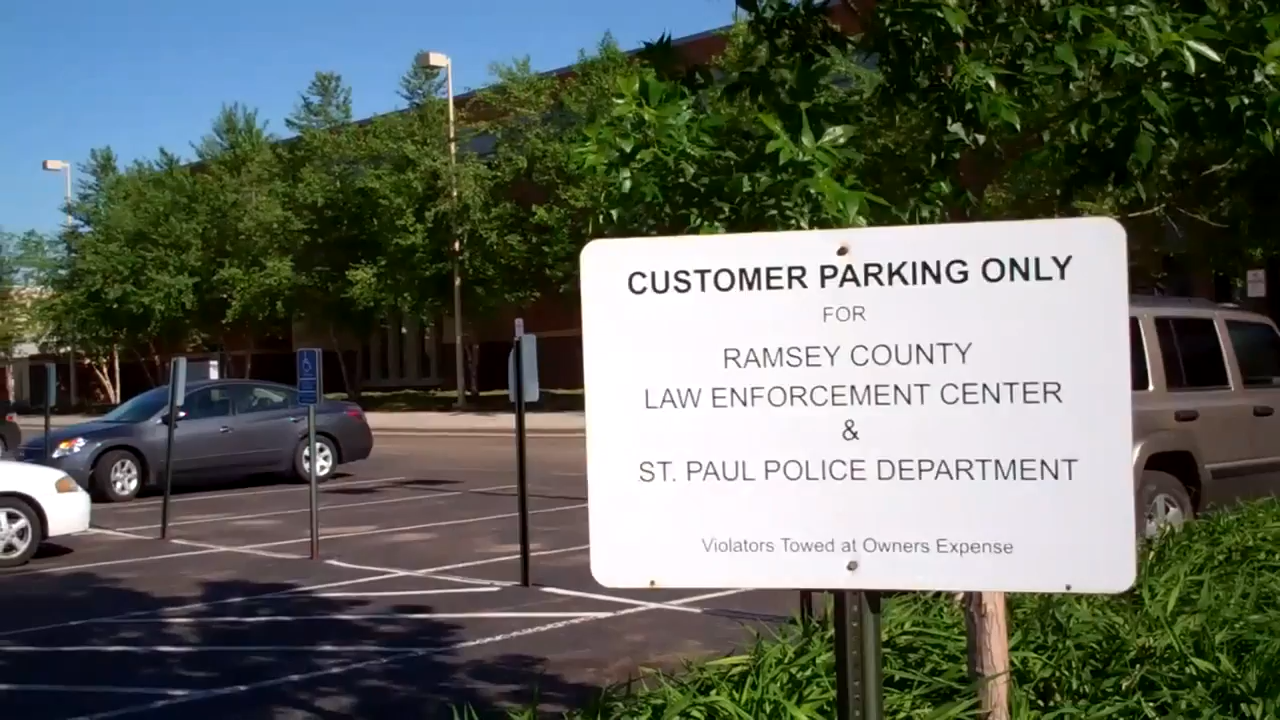 CUSTOMER PARKING ONLY
FOR
RAMSEY COUNTY
LAW ENFORCEMENT CENTER
&
ST. PAUL POLICE DEPARTMENT
Violators Towed at Owners Expense